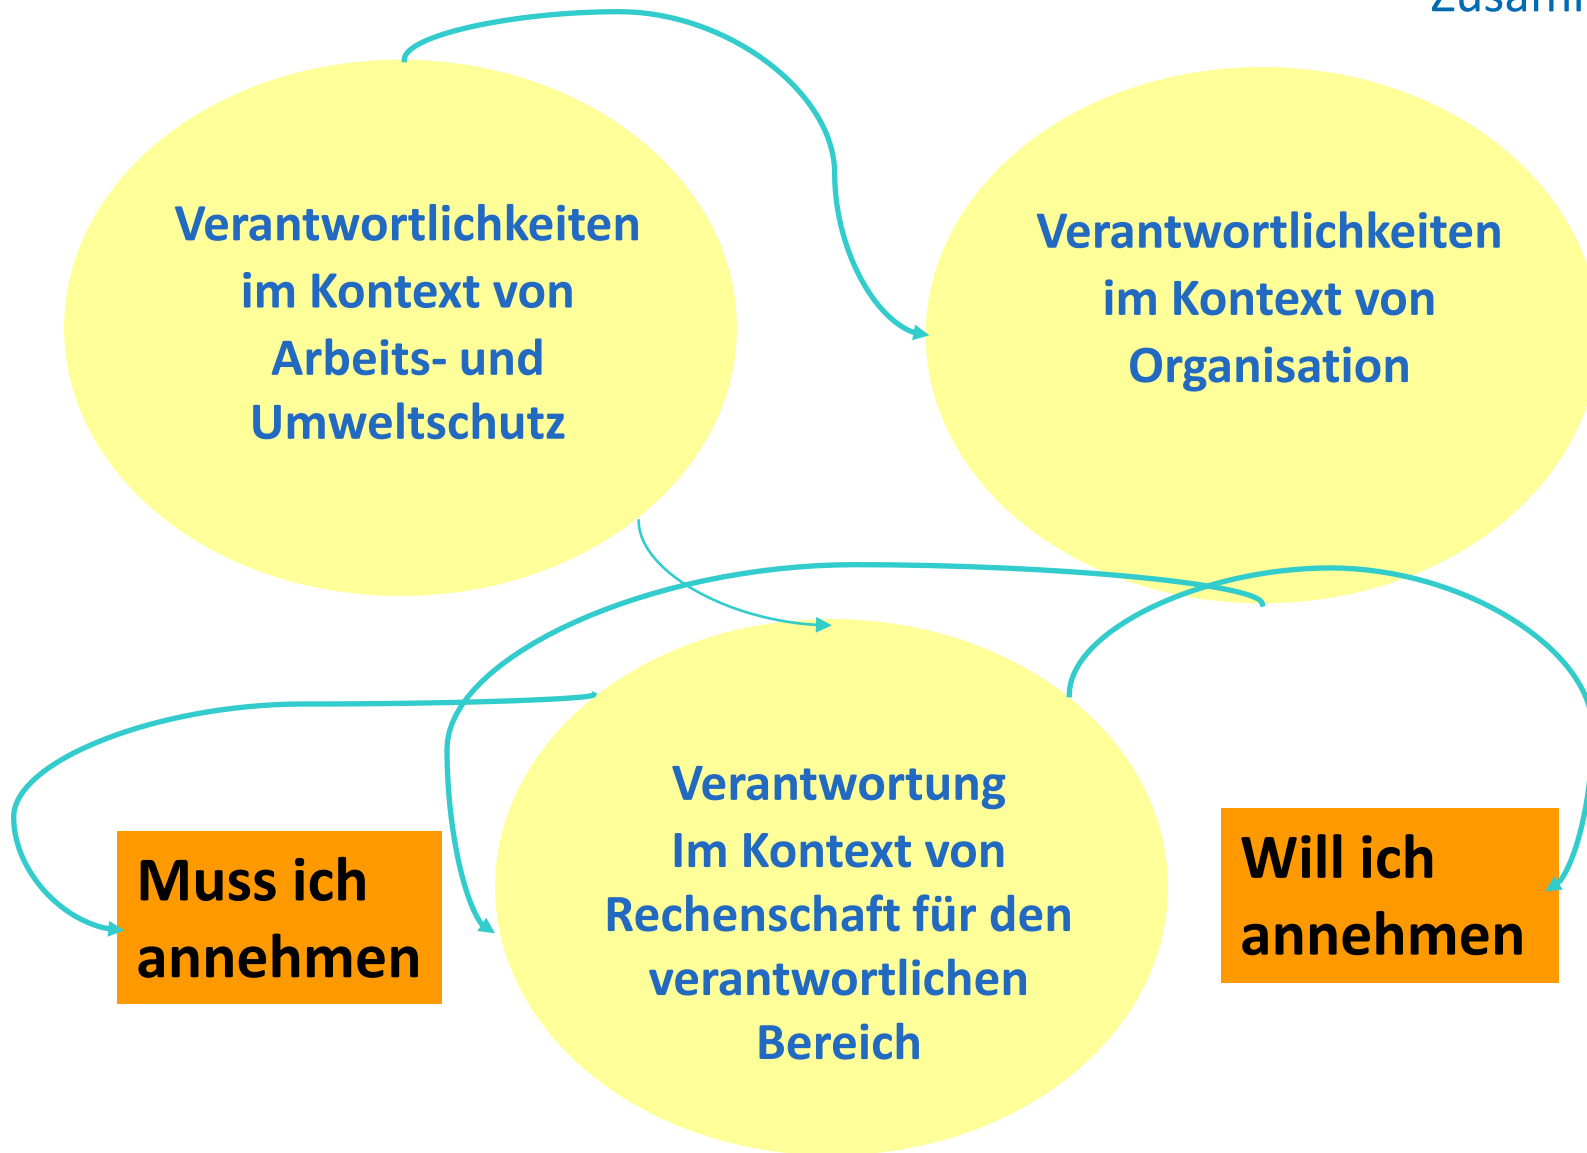 Verantwortlichkeiten
im Kontext von
Arbeits- und
Umweltschutz
Verantwortlichkeiten
im Kontext von
Organisation
Verantwortung
Im Kontext von
Rechenschaft für den
verantwortlichen
Bereich
Muss ich
annehmen
Will ich
annehmen